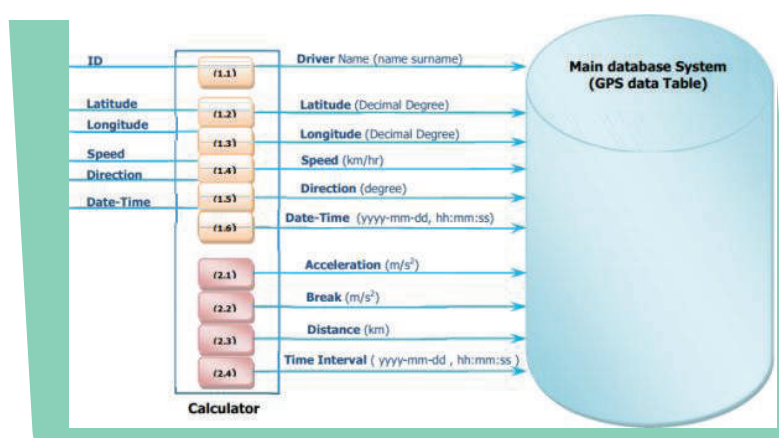 ID
(1.1)
Driver Name (name surname)
Main database System
(GPS data Table)
Latitude
(1.2)
Latitude (Decimal Degree)
Longitude
(1.3)
Longitude (Decimal Degree)
Speed
(1.4)
Speed (km/hr)
Direction
(1.5)
Direction (degree)
Date-Time
(1.6)
Date-Time (yyyy-mm-dd, hh:mm:ss)
(2.1)
Acceleration (m/s²)
(2.2)
Break (m/s²)
(2.3)
Distance (km)
(2.4)
Time Interval ( yyyy-mm-dd , hh:mm:ss )
Calculator